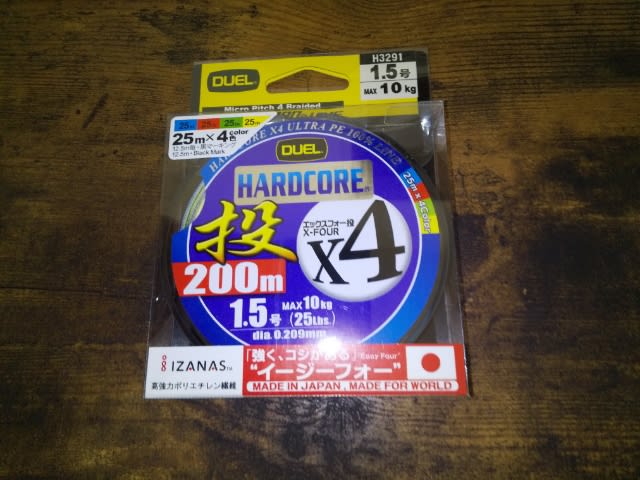 H3291
DUEL
1.5号
MAX 10kg
Micro Pitch 4 Braided
25m 25m 25m 25m
25m×4color
色
12.5m毎・黒マーキング
12.5m・Black Mark
HARDCORE X4 ULTRA PE 100%
DUEL
HARDCORE®
25m x 4Color
投
エックスフォー投
X-FOUR
X4
200m
1.5号 MAX 10kg
(25Lbs.)
dia. 0.209mm
IZANAS™
高強力ポリエチレン繊維
「強く、コシがある」"Easy Four"
"イージーフォー"
MADE IN JAPAN, MADE FOR WORLD